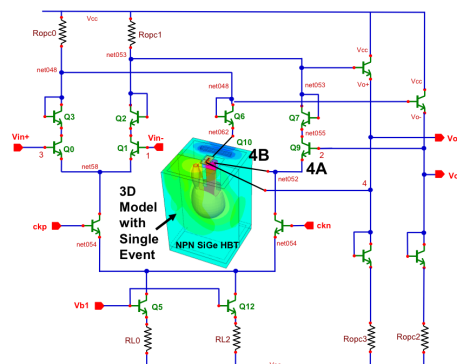 Vcc
Ropc0
Ropc1
net053
net048
Vcc
Vo+
net048
net053
Vcc
Vo-
Q3
Q2
Q6
Q7
Vin+
Vin-
net062
net055
Q10
3
Q0
Q1
1
4B
Q9
2
Vo
net58
net052
4A
4
Vo
3D
Model
with
Single
Event
NPN SiGe HBT
ckp
ckn
net054
net054
Vb1
Q5
Q12
RL0
RL2
Ropc3
Ropc2